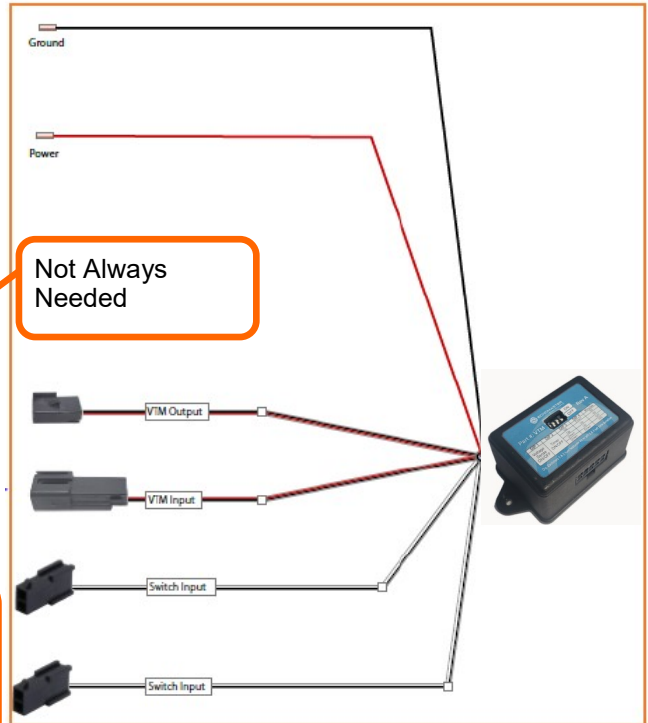 Ground
Power
Not Always
Needed
VTM Output
VTM Input
Switch Input
Switch Input